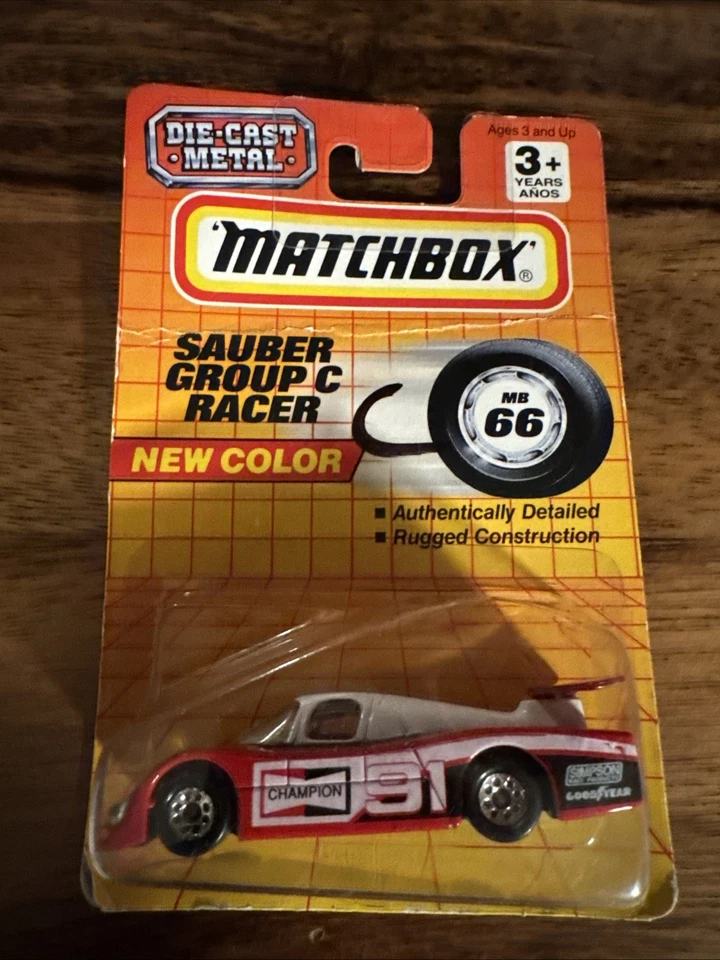 DIE-CAST
METAL
Ages 3 and Up
3+
YEARS
AÑOS
'MATCHBOX'®
SAUBER
GROUP C
RACER
NEW COLOR
MB
66
▪ Authentically Detailed
▪ Rugged Construction
CHAMPION
91
SIMPSON
GOODYEAR